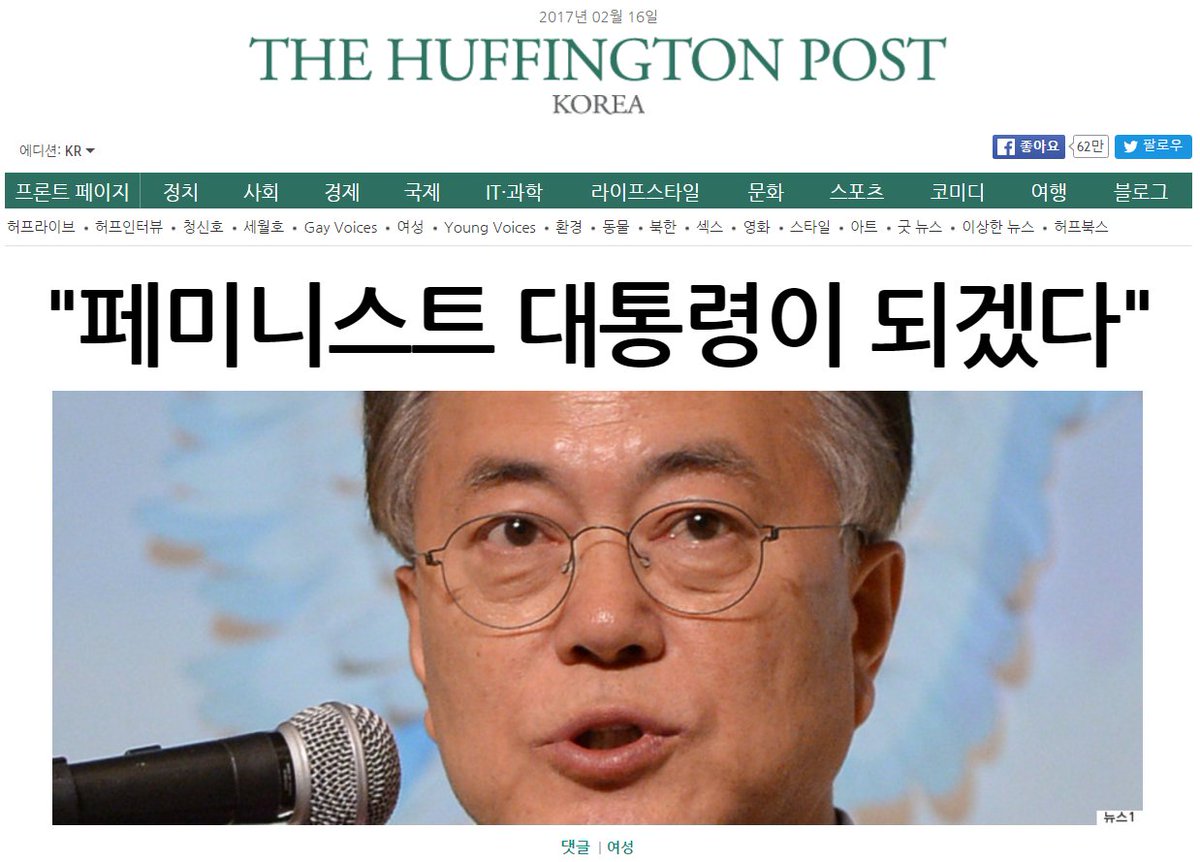 2017년 02월 16일
THE HUFFINGTON POST
KOREA
에디션: KR
좋아요 62만 팔로우
프론트 페이지 정치 사회 경제 국제 IT·과학 라이프스타일 문화 스포츠 코미디 여행 블로그
허프라이브 • 허프인터뷰 • 청신호 • 세월호 • Gay Voices • 여성 • Young Voices • 환경 • 동물 • 북한 • 섹스 • 영화 • 스타일 • 아트 • 굿 뉴스 • 이상한 뉴스 • 허프북스
"페미니스트 대통령이 되겠다"
뉴스1
댓글 | 여성